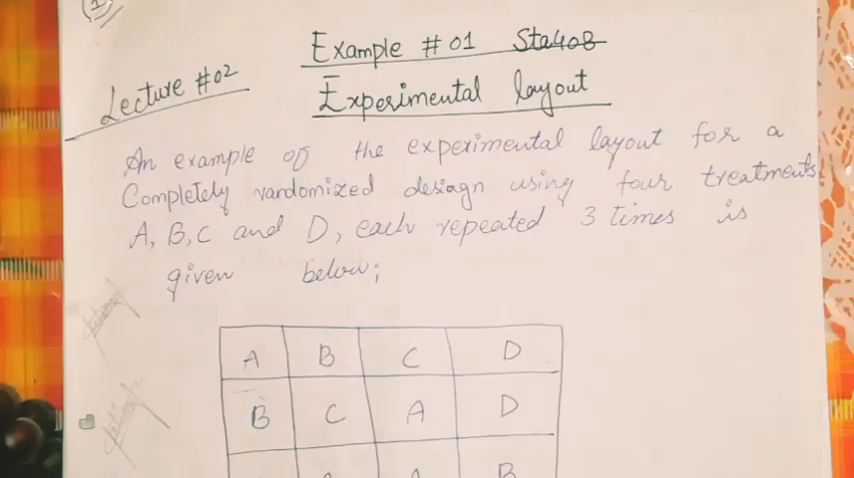 Example #01 Sta408
Lecture #02
Experimental layout
An example of the experimental layout for a
Completely randomized design using four treatments
A, B, C and D, each repeated 3 times is
given below;
A B C D
B C A D
B